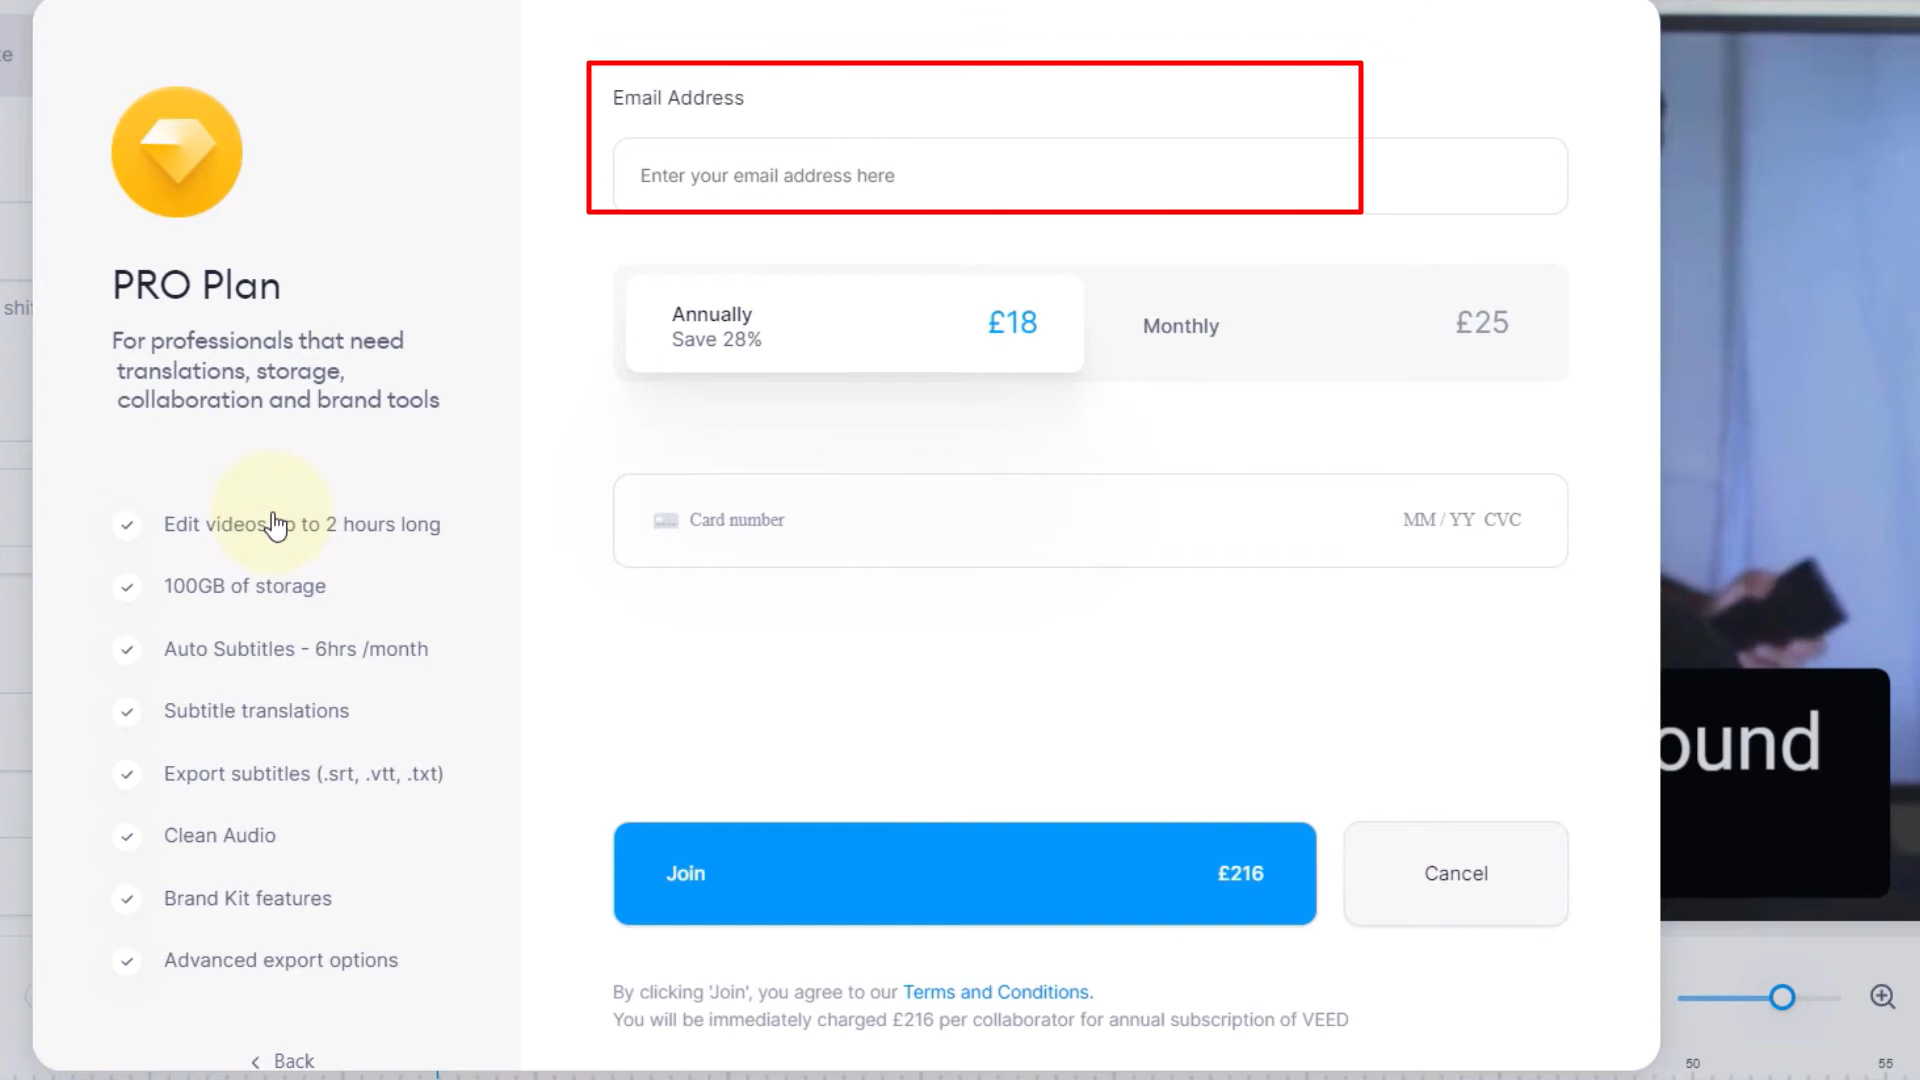 PRO Plan
For professionals that need
translations, storage,
collaboration and brand tools
Edit videos up to 2 hours long
100GB of storage
Auto Subtitles - 6hrs /month
Subtitle translations
Export subtitles (.srt, .vtt, .txt)
Clean Audio
Brand Kit features
Advanced export options
Back
Email Address
Enter your email address here
Annually
Save 28%
£18
Monthly
£25
Card number
MM / YY CVC
Join
£216
Cancel
By clicking 'Join', you agree to our Terms and Conditions.
You will be immediately charged £216 per collaborator for annual subscription of VEED
ound
50
55